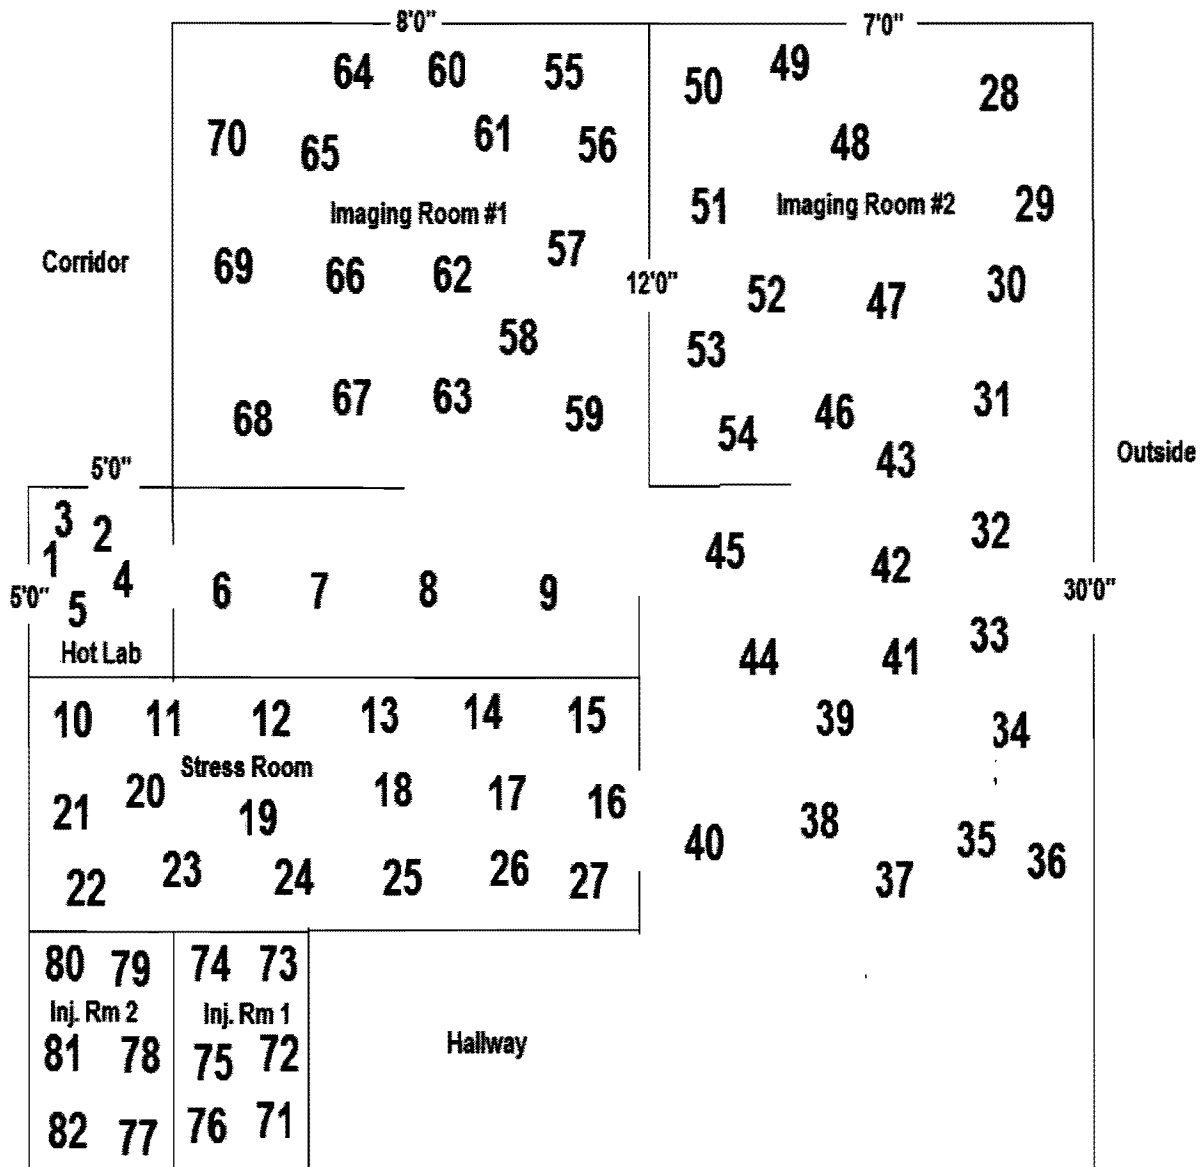 8'0" 7'0"
64 60 55 50 49 28
70 65 61 56 48
Imaging Room #1 51 Imaging Room #2 29
Corridor 69 66 62 57 12'0" 52 47 30
58 53
68 67 63 59 54 46 31
43 Outside
5'0"
3 2 45 42 32
1 4 6 7 8 9
5'0" 5 30'0"
Hot Lab 44 41 33
10 11 12 13 14 15 39 34
Stress Room
21 20 19 18 17 16 40 38 35 36
22 23 24 25 26 27 37
80 79 74 73
Inj. Rm 2 Inj. Rm 1
81 78 75 72 Hallway
82 77 76 71